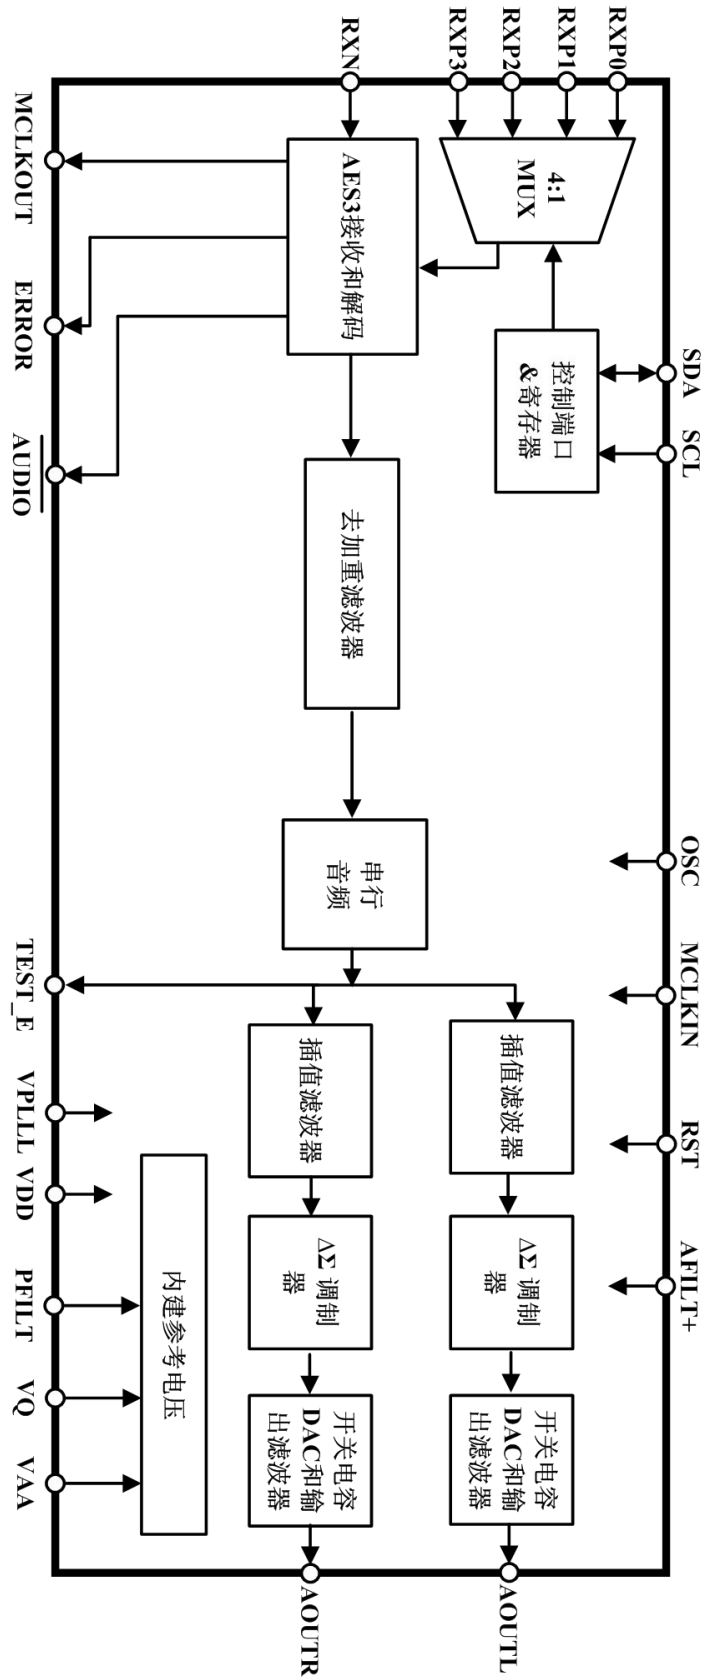 RXP0
RXP1
RXP2
RXP3
RXN
4:1
MUX
AES3接收和解码
控制端口
&寄存器
SDA
SCL
MCLKOUT
ERROR
AUDIO
去加重滤波器
串行
音频
OSC
MCLKIN
RST
AFILT+
插值滤波器
ΔΣ 调制
器
开关电容
DAC和输
出滤波器
AOUTL
插值滤波器
ΔΣ 调制
器
开关电容
DAC和输
出滤波器
AOUTR
内建参考电压
TEST_E
VPLLL
VDD
PFILT
VQ
VAA